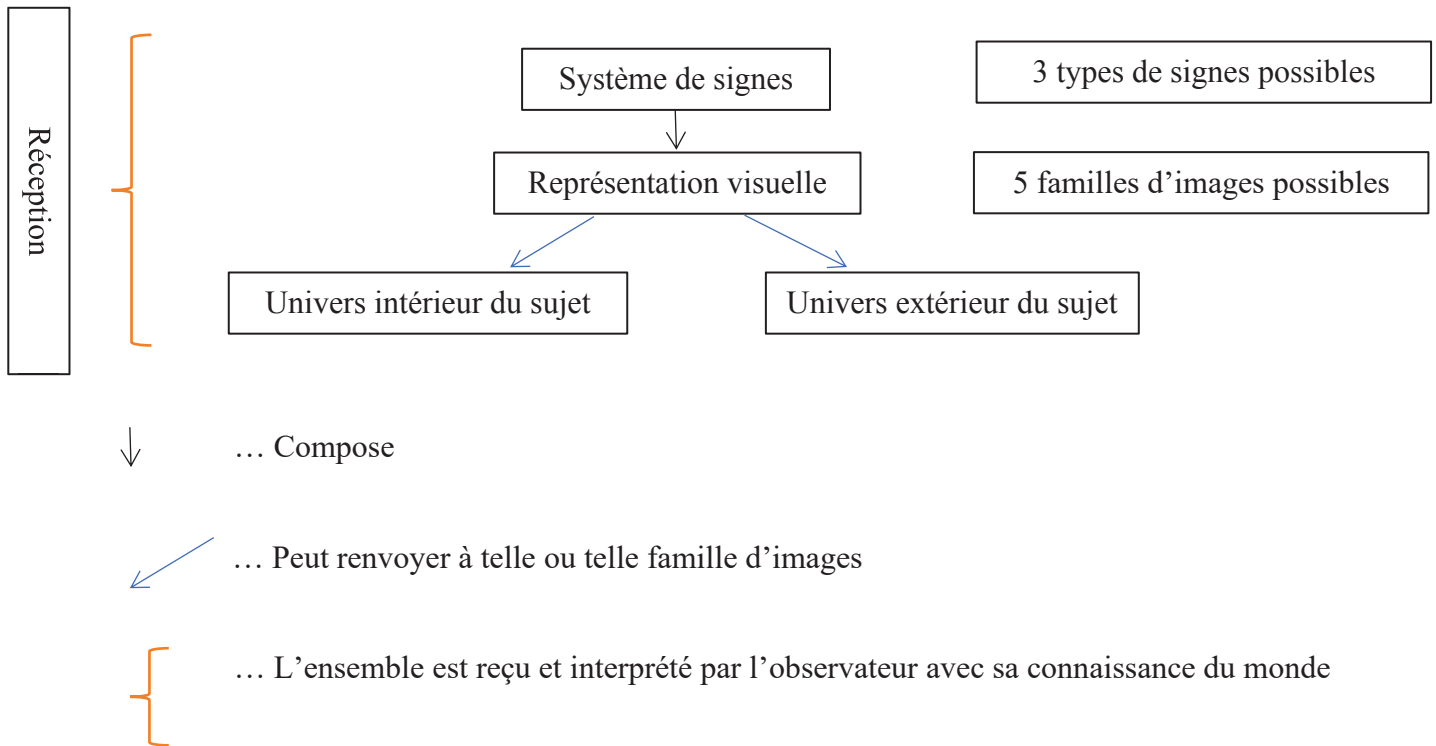 Réception
Système de signes
3 types de signes possibles
Représentation visuelle
5 familles d’images possibles
Univers intérieur du sujet
Univers extérieur du sujet
… Compose
… Peut renvoyer à telle ou telle famille d’images
… L’ensemble est reçu et interprété par l’observateur avec sa connaissance du monde